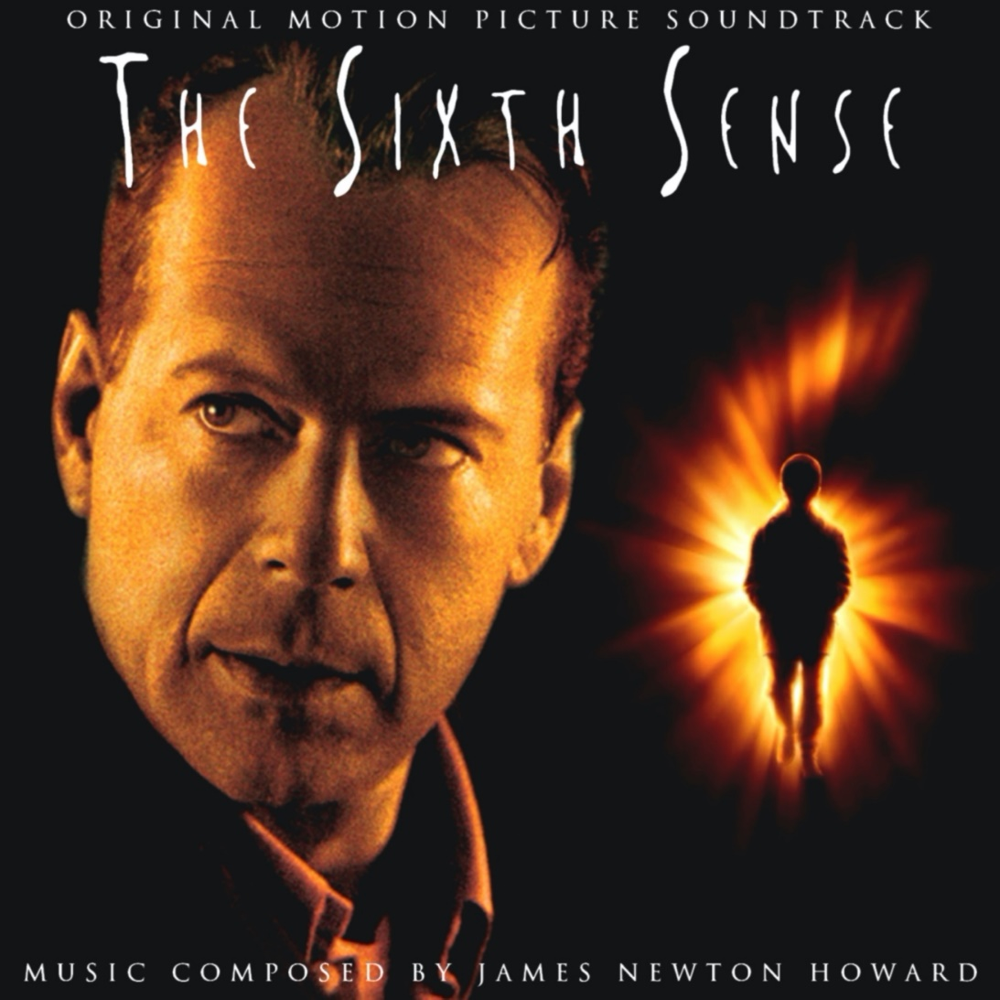 ORIGINAL MOTION PICTURE SOUNDTRACK
THE SIXTH SENSE
MUSIC COMPOSED BY JAMES NEWTON HOWARD